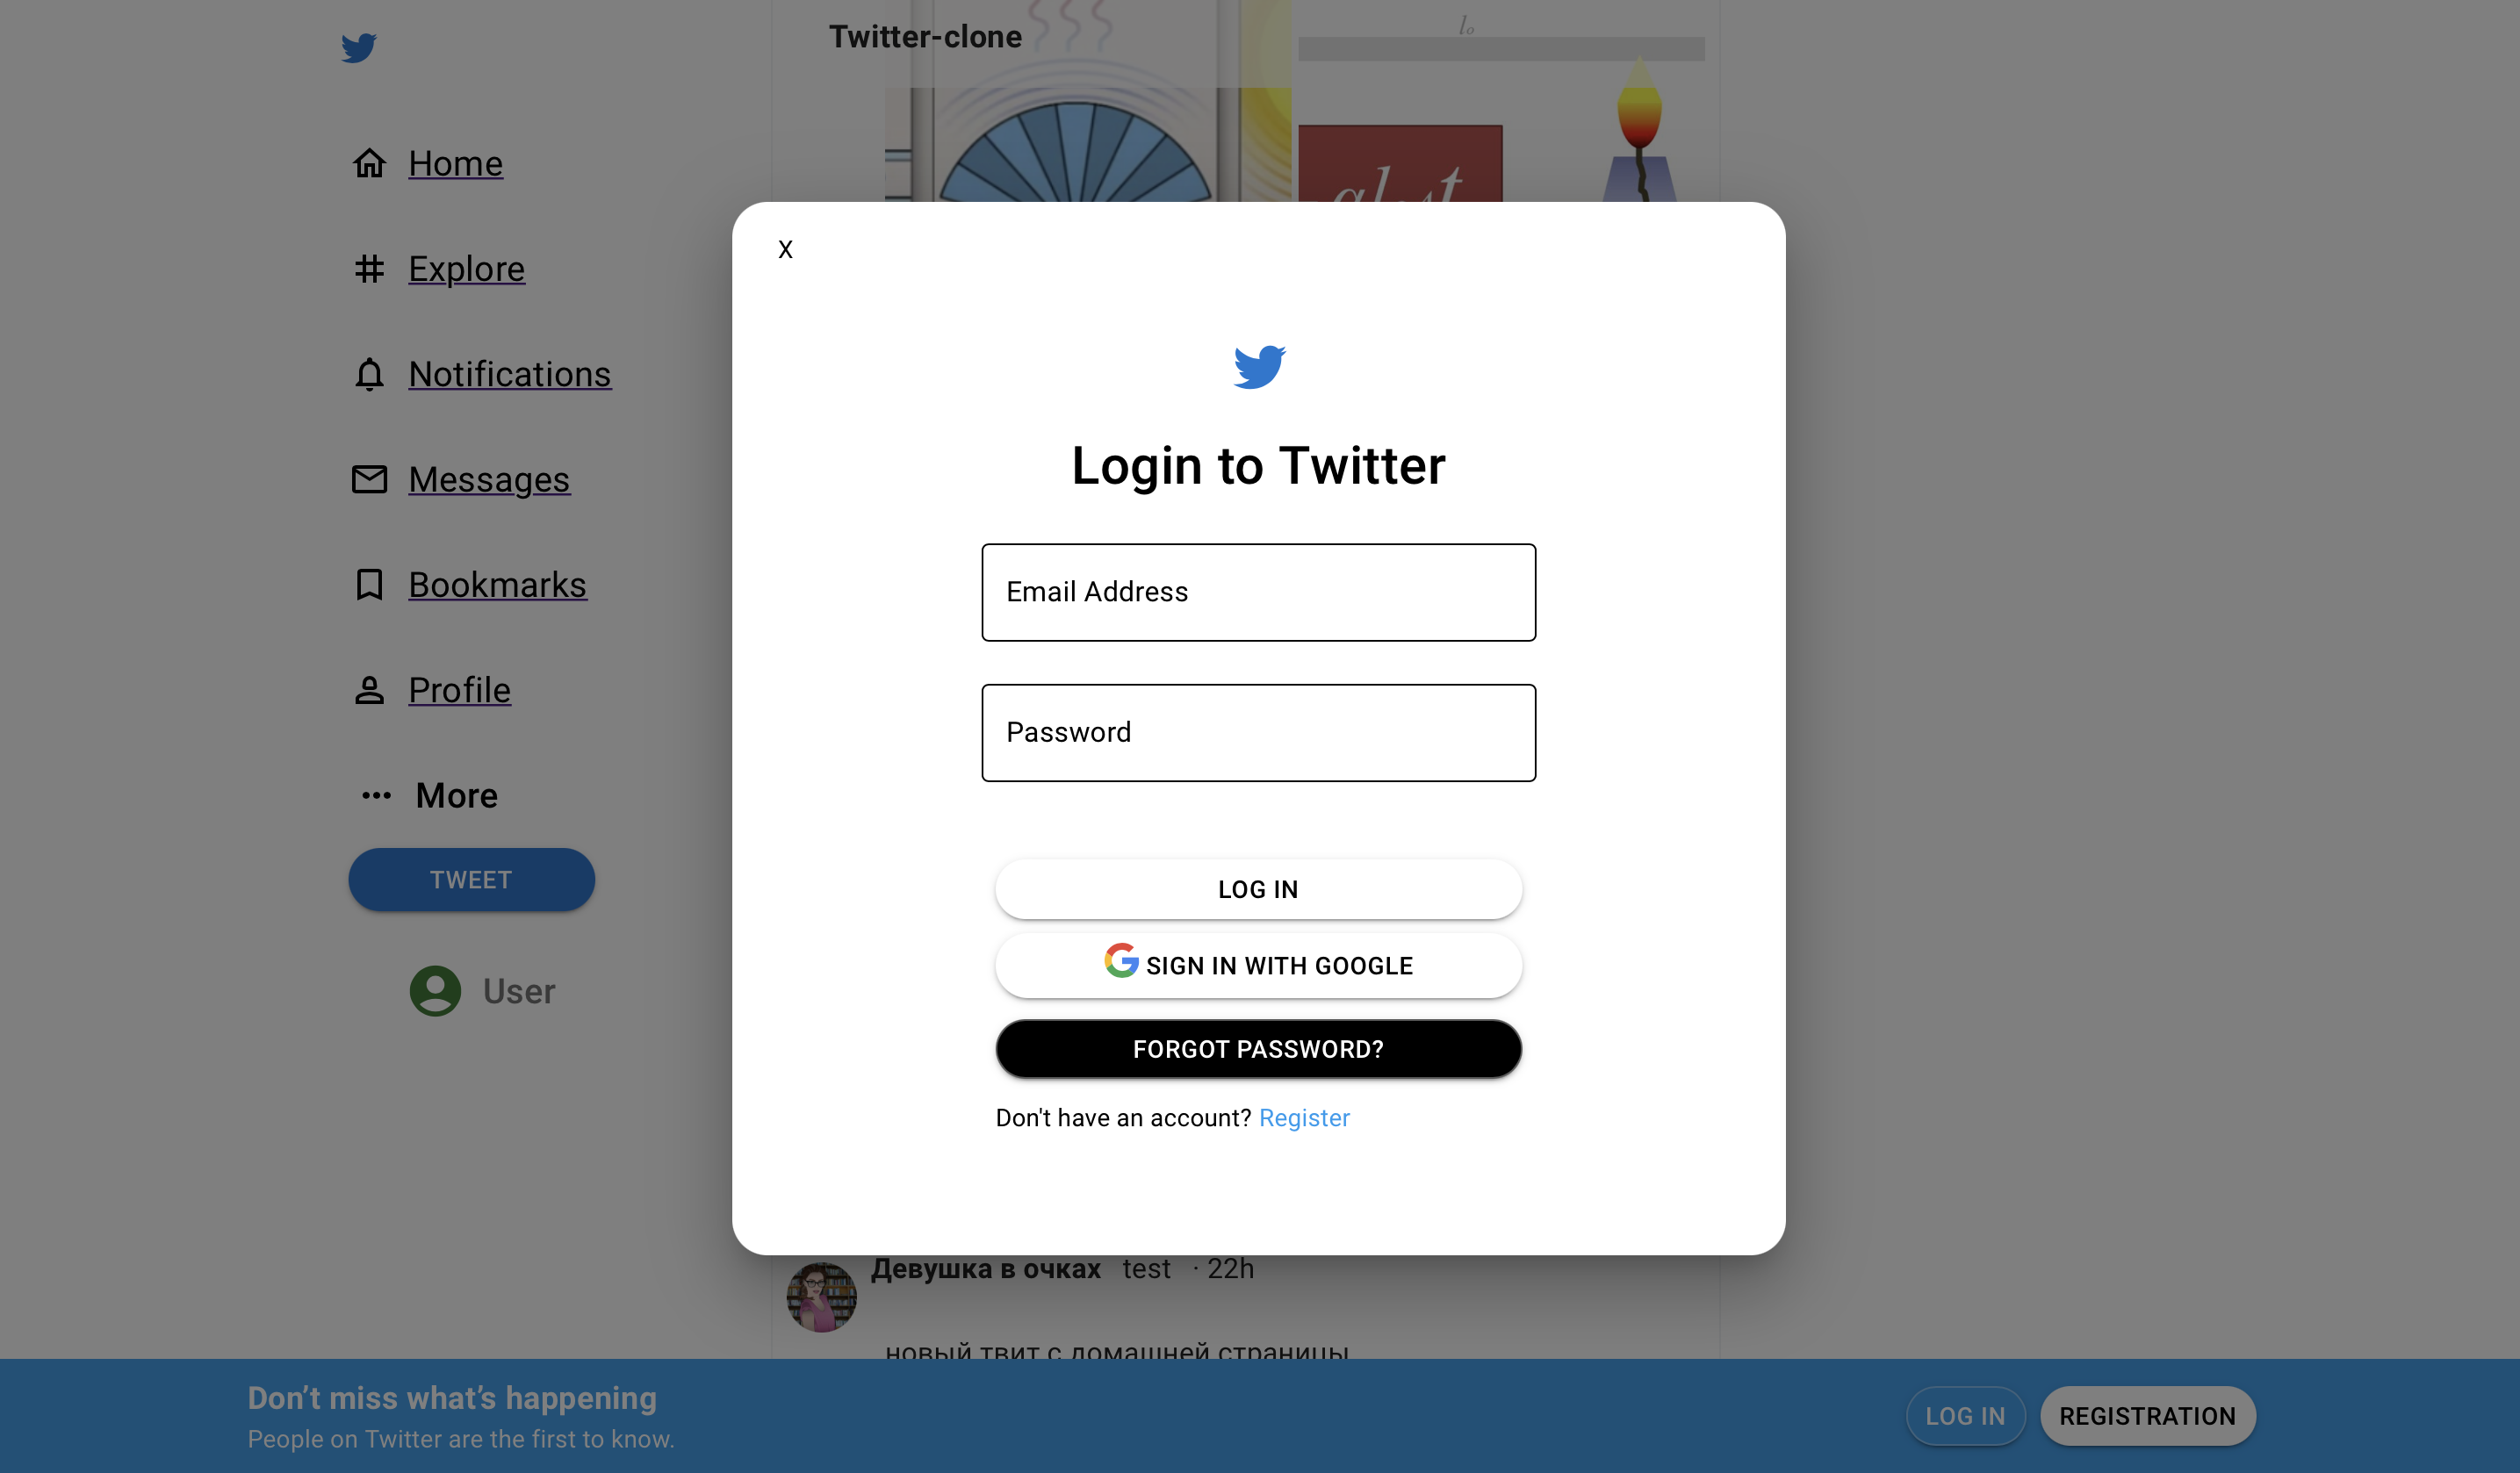 Twitter-clone
Home
Explore
Notifications
Messages
Bookmarks
Profile
More
TWEET
User
X
Login to Twitter
Email Address
Password
LOG IN
SIGN IN WITH GOOGLE
FORGOT PASSWORD?
Don't have an account? Register
Девушка в очках test · 22h
новый твит с домашней страницы
Don’t miss what’s happening
People on Twitter are the first to know.
LOG IN
REGISTRATION